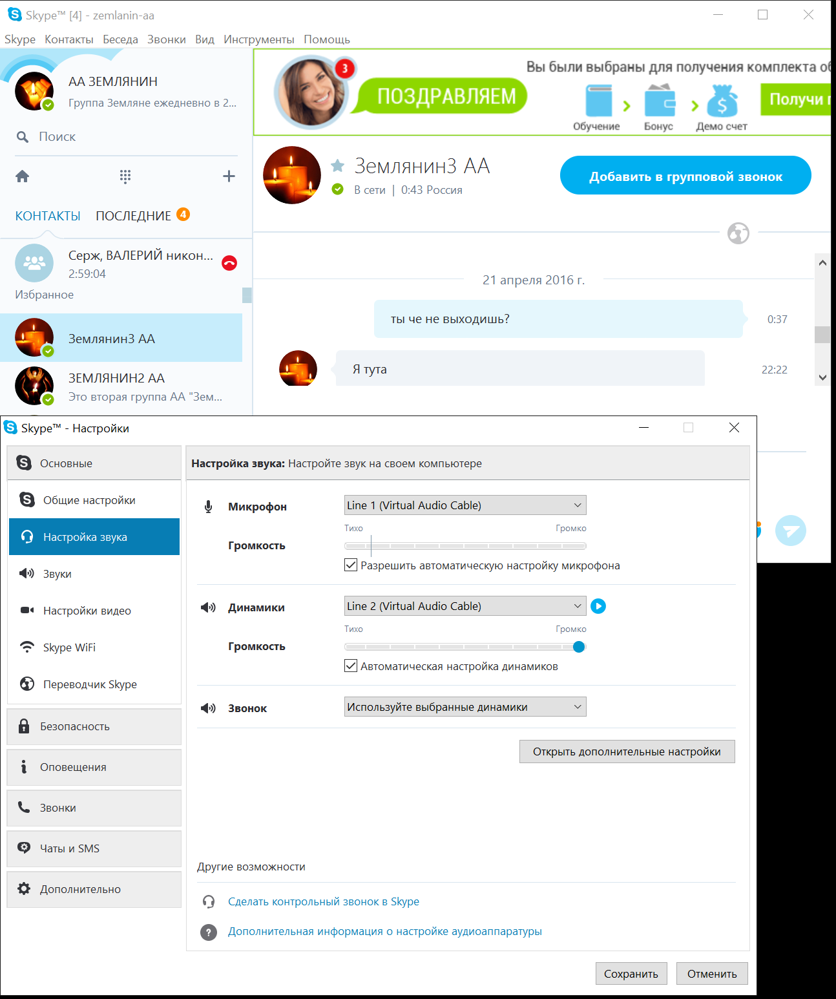 Skype™ [4] - zemlanin-aa
Skype Контакты Беседа Звонки Вид Инструменты Помощь
АА ЗЕМЛЯНИН
Группа Земляне ежедневно в 2...
Поиск
КОНТАКТЫ ПОСЛЕДНИЕ 4
Серж, ВАЛЕРИЙ никон...
2:59:04
Избранное
Землянин3 АА
ЗЕМЛЯНИН2 АА
Это вторая группа АА "Зем...
3
ПОЗДРАВЛЯЕМ
Вы были выбраны для получения комплекта об
Обучение
Бонус
Демо счет
Получи п
Землянин3 АА
В сети | 0:43 Россия
Добавить в групповой звонок
21 апреля 2016 г.
ты че не выходишь? 0:37
Я тута 22:22
Skype™ - Настройки
Основные
Общие настройки
Настройка звука
Звуки
Настройки видео
Skype WiFi
Переводчик Skype
Безопасность
Оповещения
Звонки
Чаты и SMS
Дополнительно
Настройка звука: Настройте звук на своем компьютере
Микрофон Line 1 (Virtual Audio Cable)
Тихо Громко
Громкость
Разрешить автоматическую настройку микрофона
Динамики Line 2 (Virtual Audio Cable)
Тихо Громко
Громкость
Автоматическая настройка динамиков
Звонок Используйте выбранные динамики
Открыть дополнительные настройки
Другие возможности
Сделать контрольный звонок в Skype
Дополнительная информация о настройке аудиоаппаратуры
Сохранить Отменить